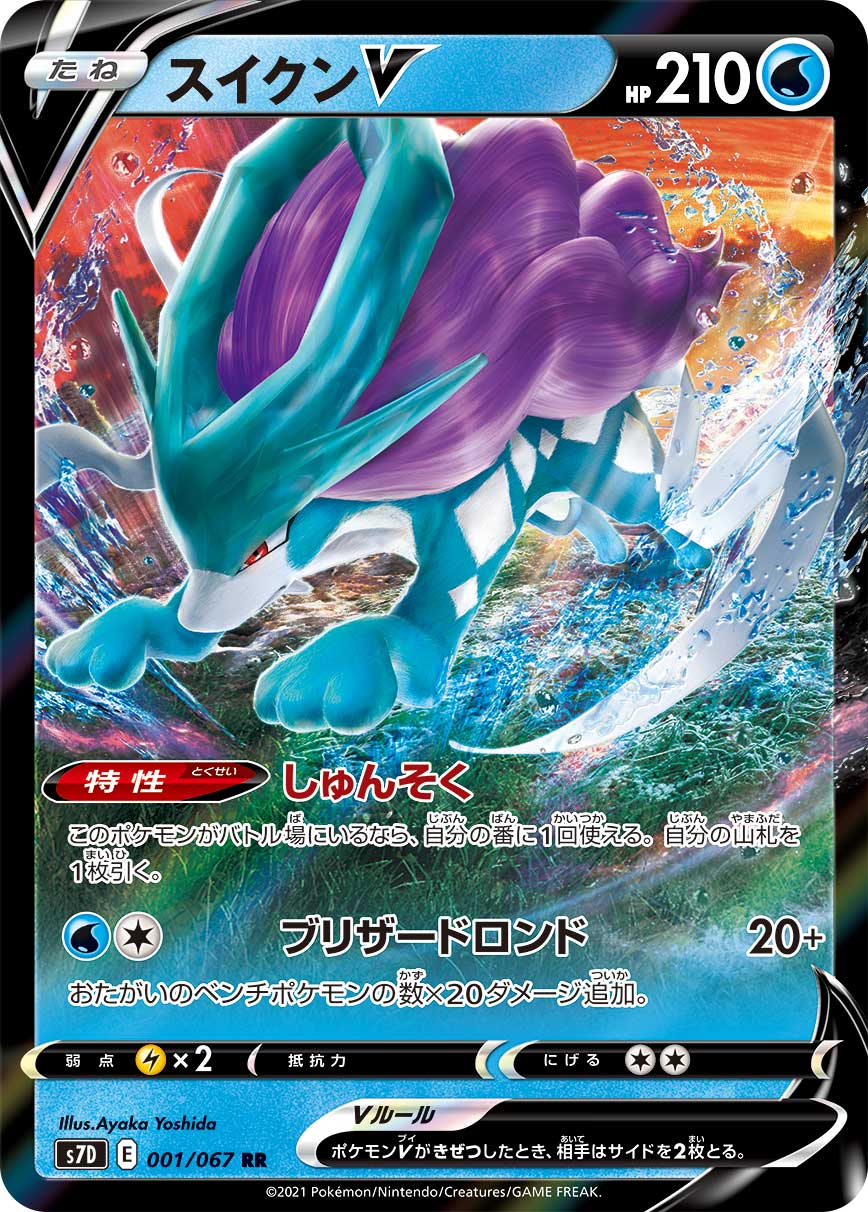 たね スイクンV HP210
特性 とくせい しゅんそく
このポケモンがバトル場にいるなら、自分の番に1回使える。自分の山札を
1枚引く。
ブリザードロンド 20+
おたがいのベンチポケモンの数×20ダメージ追加。
弱点 ×2 抵抗力 にげる
Illus.Ayaka Yoshida
Vルール
ポケモンVがきぜつしたとき、相手はサイドを2枚とる。
s7D E 001/067 RR
©2021 Pokémon/Nintendo/Creatures/GAME FREAK.